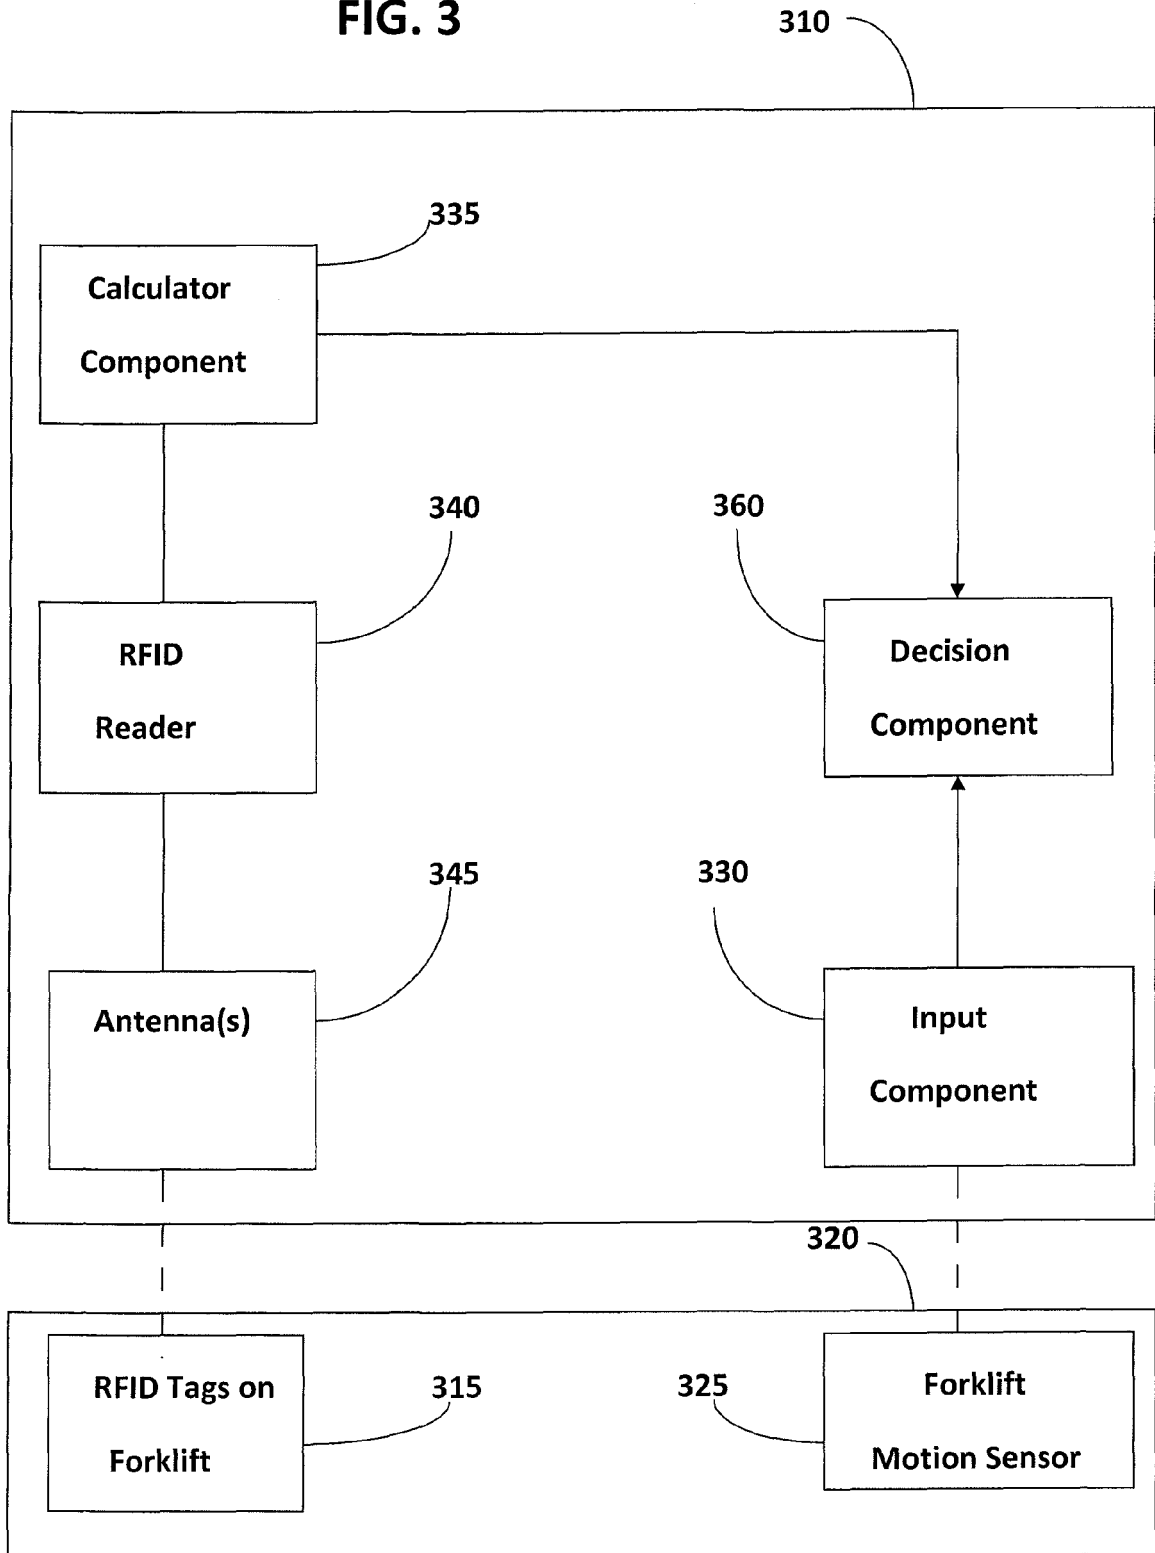 FIG. 3
310
335
Calculator
Component
340
360
RFID
Reader
Decision
Component
345
330
Antenna(s)
Input
Component
320
RFID Tags on
Forklift
315
325
Forklift
Motion Sensor